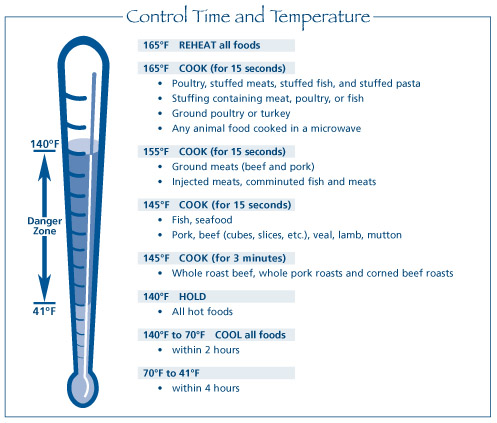 Control Time and Temperature
165°F REHEAT all foods
165°F COOK (for 15 seconds)
• Poultry, stuffed meats, stuffed fish, and stuffed pasta
• Stuffing containing meat, poultry, or fish
• Ground poultry or turkey
• Any animal food cooked in a microwave
155°F COOK (for 15 seconds)
• Ground meats (beef and pork)
• Injected meats, comminuted fish and meats
145°F COOK (for 15 seconds)
• Fish, seafood
• Pork, beef (cubes, slices, etc.), veal, lamb, mutton
145°F COOK (for 3 minutes)
• Whole roast beef, whole pork roasts and corned beef roasts
140°F HOLD
• All hot foods
140°F to 70°F COOL all foods
• within 2 hours
70°F to 41°F
• within 4 hours
140°F
Danger
Zone
41°F